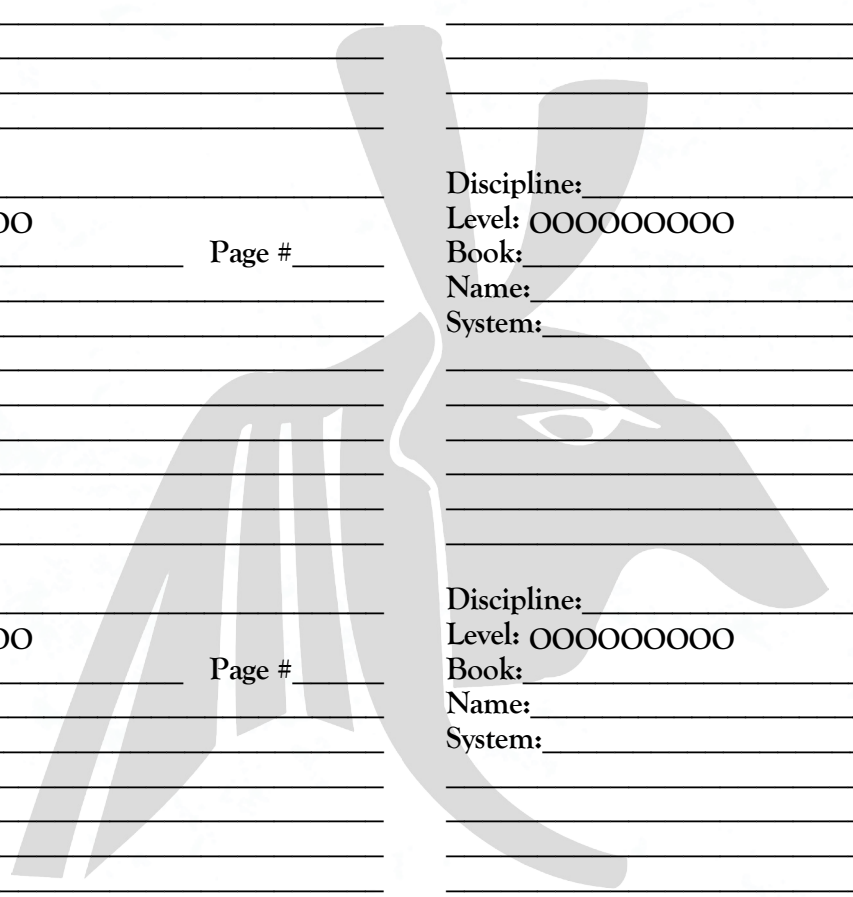 OO
Page #
OO
Page #
Discipline:
Level: OOOOOOOOO
Book:
Name:
System:
Discipline:
Level: OOOOOOOOO
Book:
Name:
System: